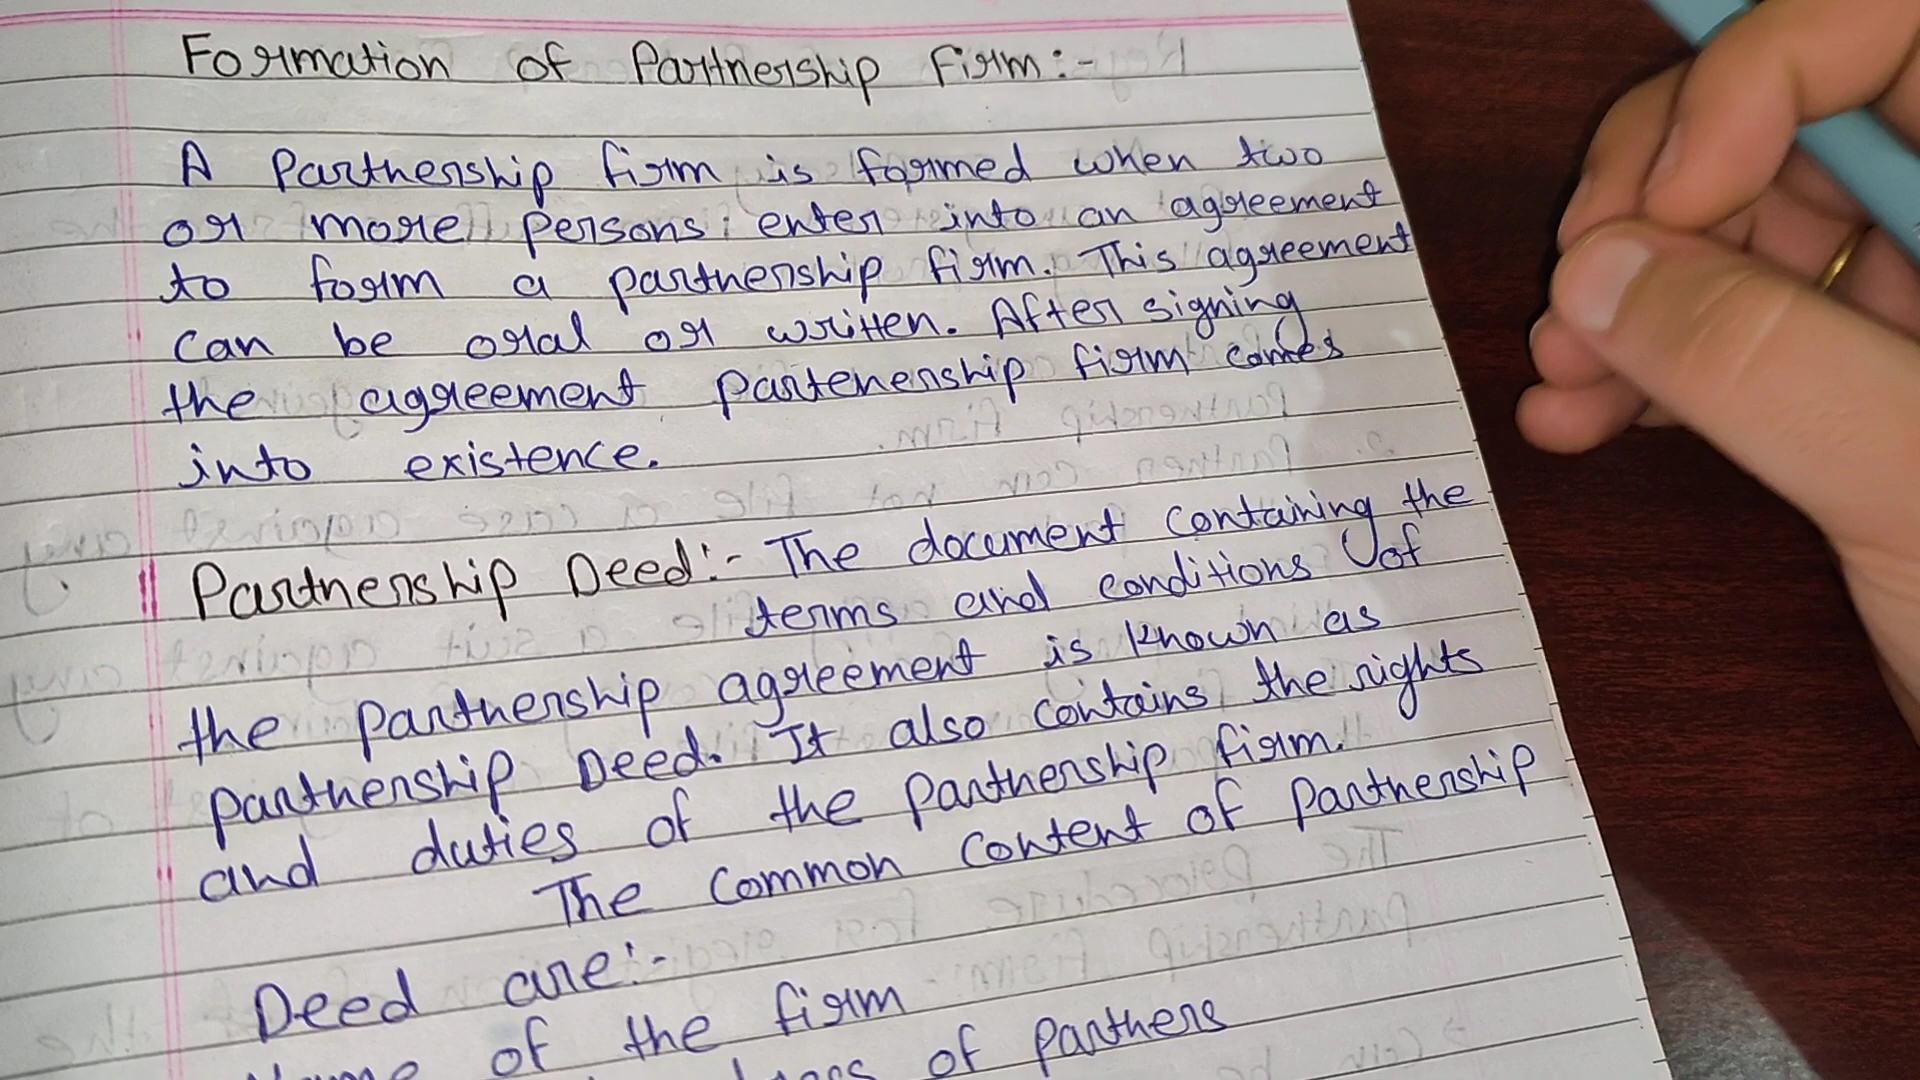 Formation of Partnership Firm:-
A Partnership firm is formed when two
or more persons enter into an agreement
to form a partnership firm. This agreement
can be oral or written. After signing
the agreement partenership firm comes
into existence.
Partnership Deed:- The document containing the
terms and conditions of
the partnership agreement is known as
partnership Deed. It also contains the rights
and duties of the partnership firm.
The Common Content of Partnership
Deed are:-
Name of the firm
of Partners